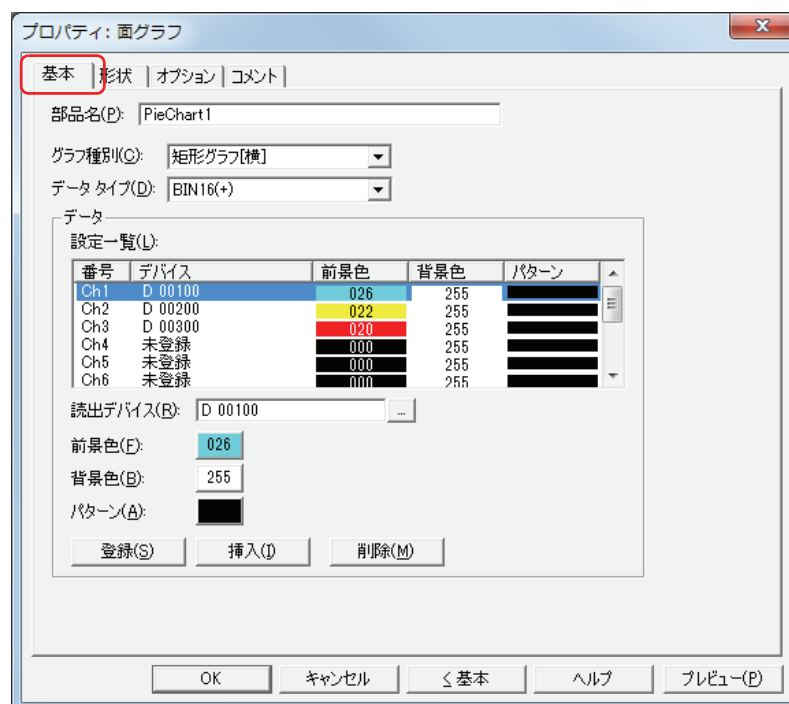 プロパティ: 面グラフ
基本 形状 オプション コメント
部品名(P): PieChart1
グラフ種別(C): 矩形グラフ[横]
データ タイプ(D): BIN16(+)
データ
設定一覧(L):
番号 デバイス 前景色 背景色 パターン
Ch1 D 00100 026 255
Ch2 D 00200 022 255
Ch3 D 00300 020 255
Ch4 未登録 000 255
Ch5 未登録 000 255
Ch6 未登録 000 255
読出デバイス(R): D 00100 ...
前景色(F): 026
背景色(B): 255
パターン(A):
登録(S) 挿入(I) 削除(M)
OK キャンセル < 基本 ヘルプ プレビュー(P)